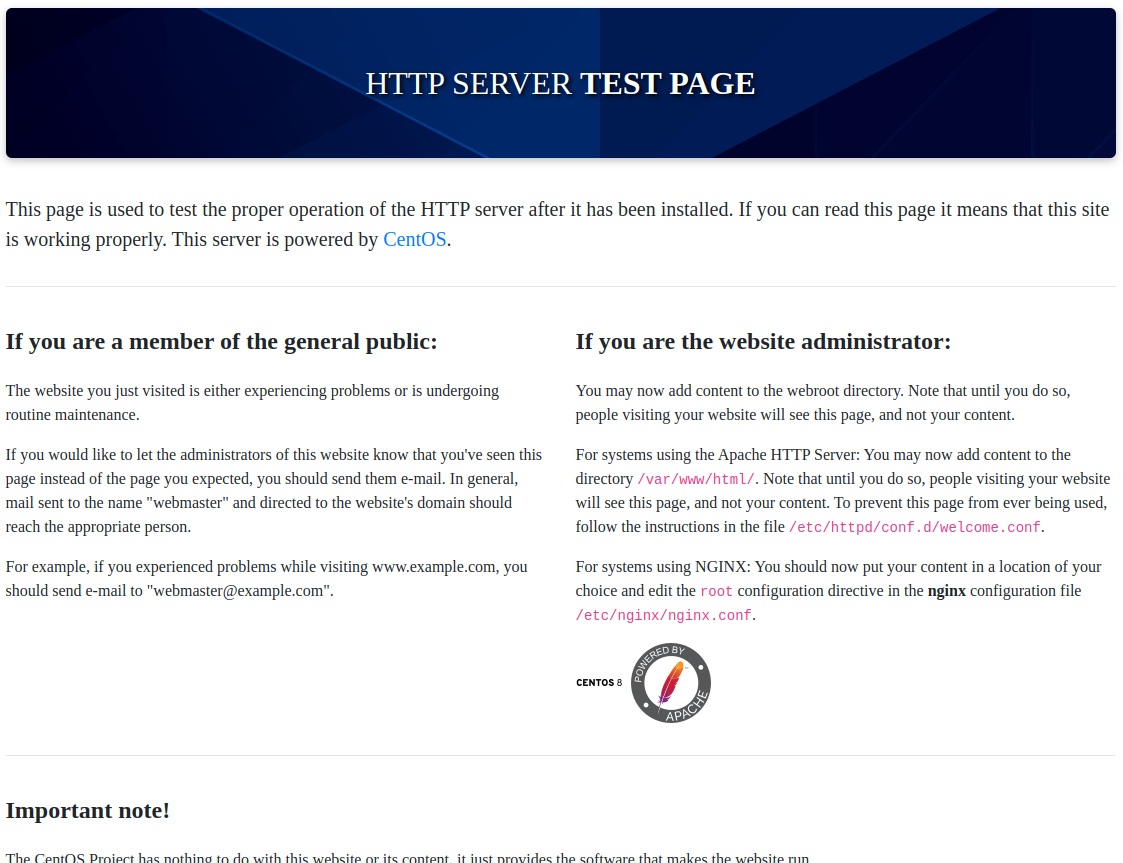 HTTP SERVER TEST PAGE
This page is used to test the proper operation of the HTTP server after it has been installed. If you can read this page it means that this site
is working properly. This server is powered by CentOS.
If you are a member of the general public:
The website you just visited is either experiencing problems or is undergoing
routine maintenance.
If you would like to let the administrators of this website know that you've seen this
page instead of the page you expected, you should send them e-mail. In general,
mail sent to the name "webmaster" and directed to the website's domain should
reach the appropriate person.
For example, if you experienced problems while visiting www.example.com, you
should send e-mail to "webmaster@example.com".
If you are the website administrator:
You may now add content to the webroot directory. Note that until you do so,
people visiting your website will see this page, and not your content.
For systems using the Apache HTTP Server: You may now add content to the
directory /var/www/html/. Note that until you do so, people visiting your website
will see this page, and not your content. To prevent this page from ever being used,
follow the instructions in the file /etc/httpd/conf.d/welcome.conf.
For systems using NGINX: You should now put your content in a location of your
choice and edit the root configuration directive in the nginx configuration file
/etc/nginx/nginx.conf.
CENTOS 8
POWERED BY
APACHE
Important note!
The CentOS Project has nothing to do with this website or its content, it just provides the software that makes the website run.